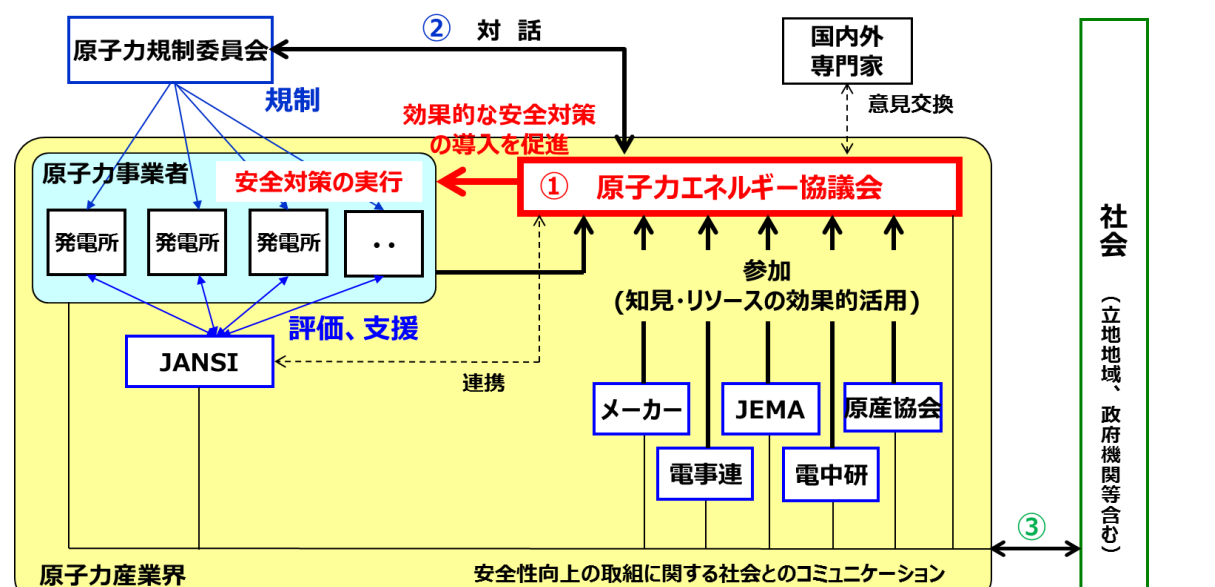 ② 対 話
原子力規制委員会
国内外
専門家
規制
意見交換
効果的な安全対策
の導入を促進
原子力事業者
安全対策の実行
① 原子力エネルギー協議会
発電所
発電所
発電所
・・
参加
(知見・リソースの効果的活用)
評価、支援
JANSI
連携
メーカー
JEMA
原産協会
電事連
電中研
社会
（立地地域、政府機関等含む）
③
原子力産業界
安全性向上の取組に関する社会とのコミュニケーション